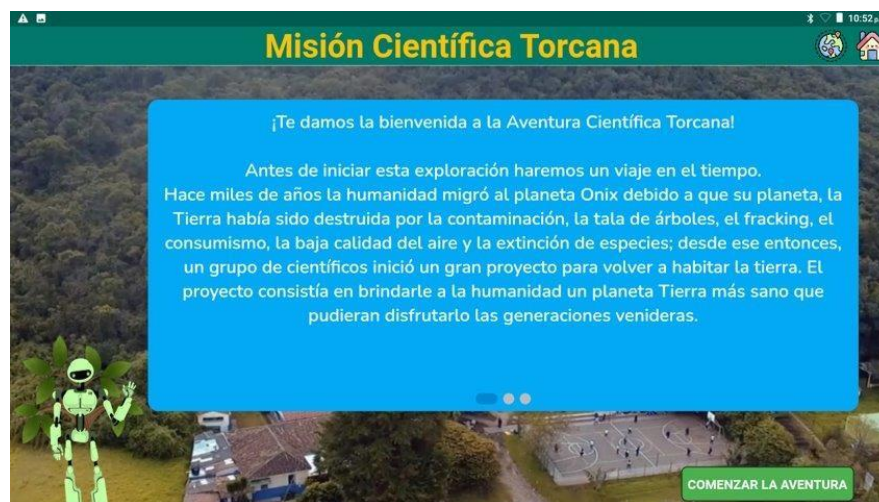 10:52
Misión Científica Torcana
¡Te damos la bienvenida a la Aventura Científica Torcana!
Antes de iniciar esta exploración haremos un viaje en el tiempo.
Hace miles de años la humanidad migró al planeta Onix debido a que su planeta, la
Tierra había sido destruida por la contaminación, la tala de árboles, el fracking, el
consumismo, la baja calidad del aire y la extinción de especies; desde ese entonces,
un grupo de científicos inició un gran proyecto para volver a habitar la tierra. El
proyecto consistía en brindarle a la humanidad un planeta Tierra más sano que
pudieran disfrutarlo las generaciones venideras.
COMENZAR LA AVENTURA